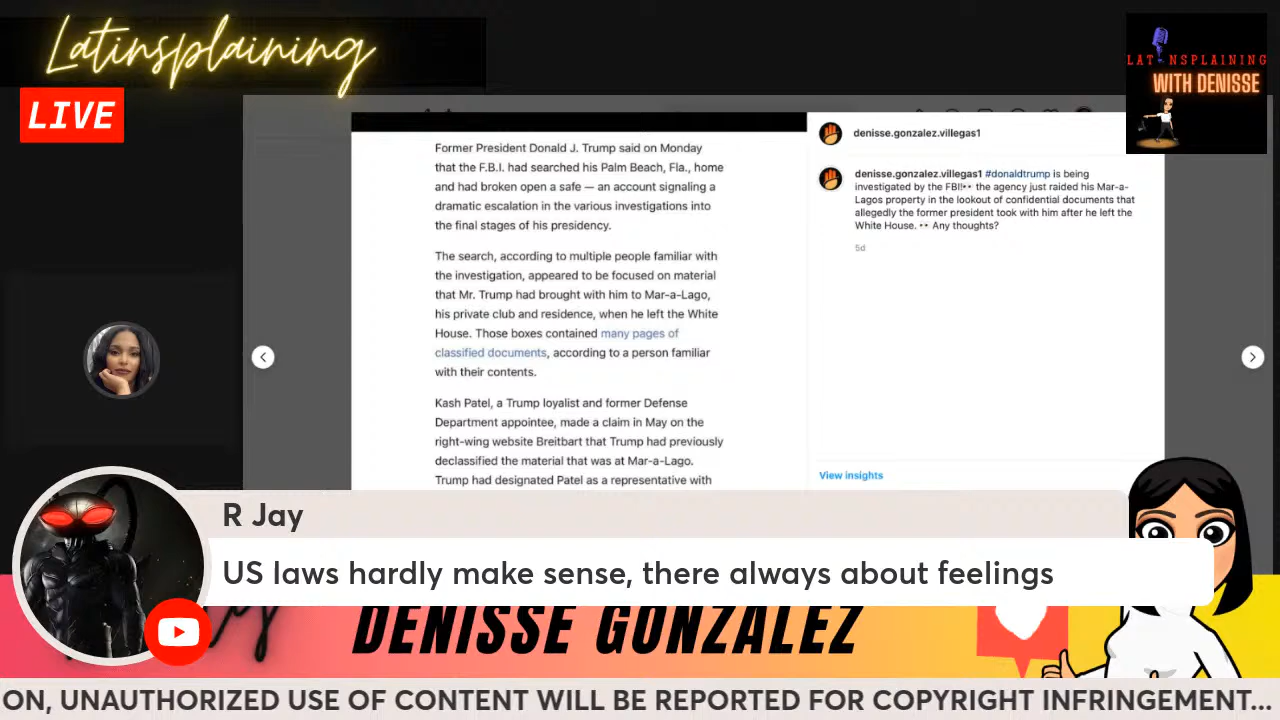 Latinsplaining
LIVE
LATINSPLAINING
WITH DENISSE
Former President Donald J. Trump said on Monday
that the F.B.I. had searched his Palm Beach, Fla., home
and had broken open a safe — an account signaling a
dramatic escalation in the various investigations into
the final stages of his presidency.
The search, according to multiple people familiar with
the investigation, appeared to be focused on material
that Mr. Trump had brought with him to Mar-a-Lago,
his private club and residence, when he left the White
House. Those boxes contained many pages of
classified documents, according to a person familiar
with their contents.
Kash Patel, a Trump loyalist and former Defense
Department appointee, made a claim in May on the
right-wing website Breitbart that Trump had previously
declassified the material that was at Mar-a-Lago.
Trump had designated Patel as a representative with
denisse.gonzalez.villegas1
denisse.gonzalez.villegas1 #donaldtrump is being
investigated by the FBI!👀 the agency just raided his Mar-a-
Lagos property in the lookout of confidential documents that
allegedly the former president took with him after he left the
White House. 👀 Any thoughts?
5d
View insights
R Jay
US laws hardly make sense, there always about feelings
DENISSE GONZALEZ
ON, UNAUTHORIZED USE OF CONTENT WILL BE REPORTED FOR COPYRIGHT INFRINGEMENT...